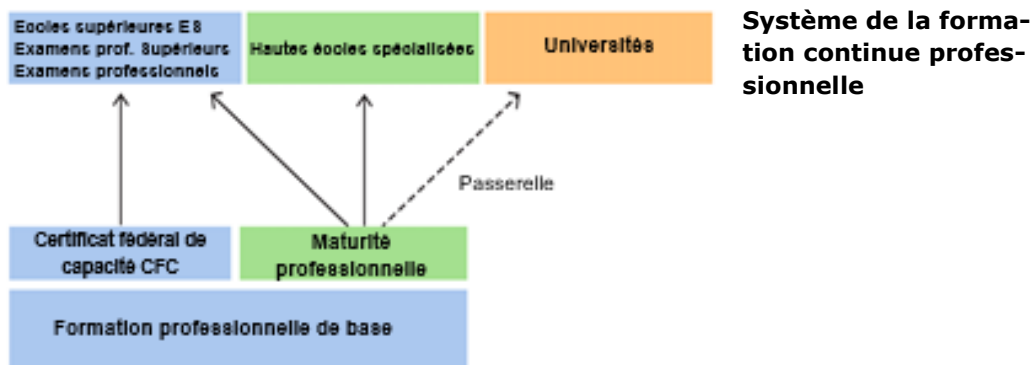 Ecoles supérieures ES
Examens prof. Supérieurs
Examens professionnels
Hautes écoles spécialisées
Universités
Système de la forma-
tion continue profes-
sionnelle
Passerelle
Certificat fédéral de
capacité CFC
Maturité
professionnelle
Formation professionnelle de base